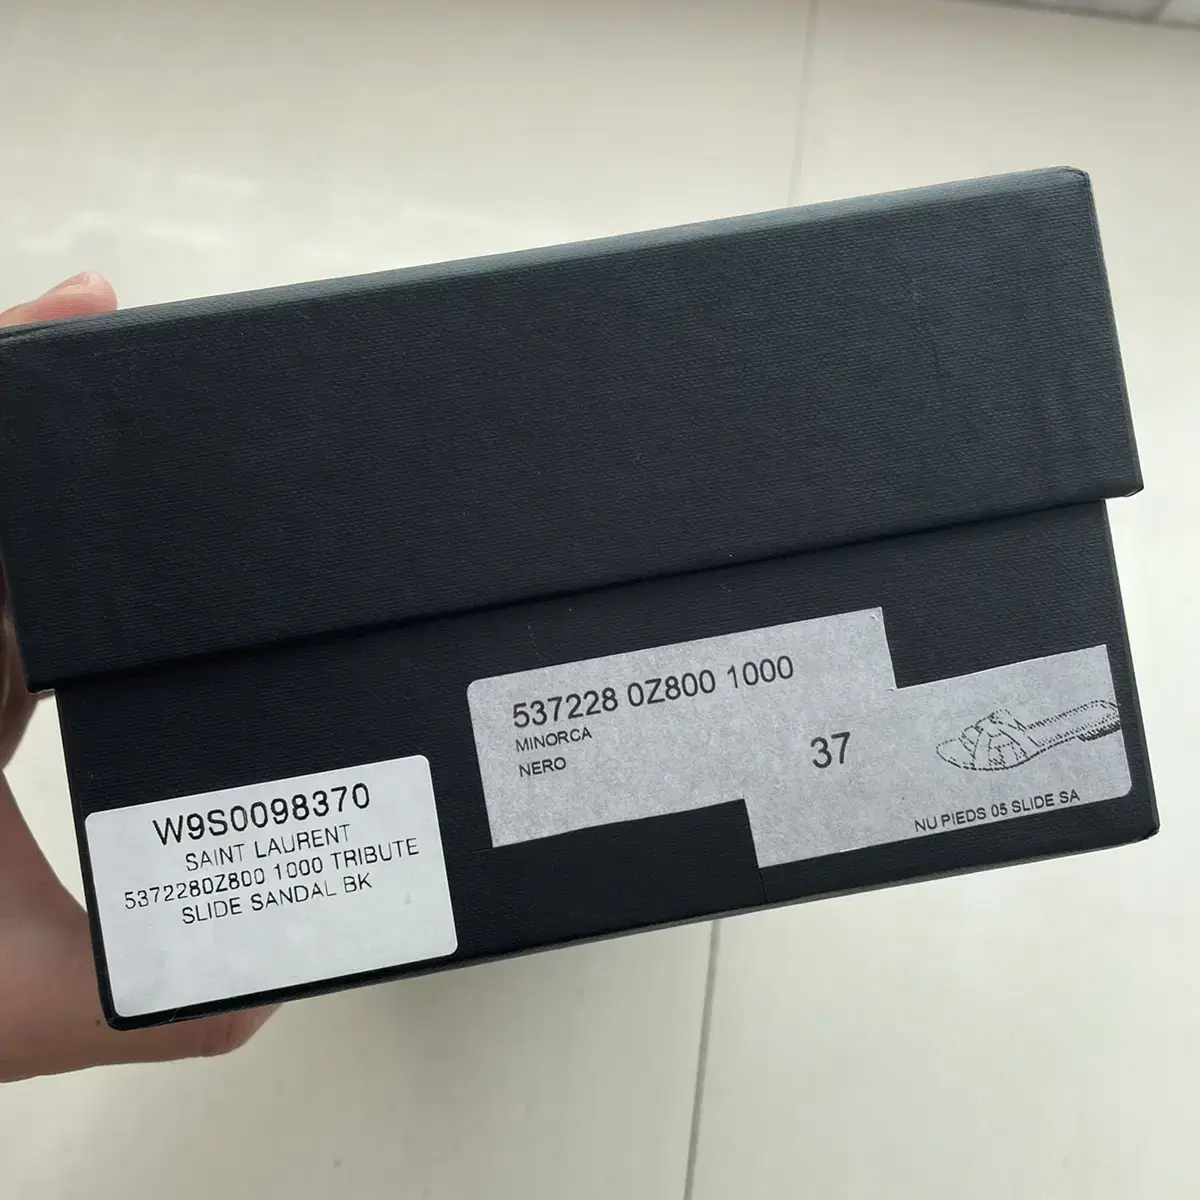 537228 0Z800 1000
MINORCA
NERO
37
NU PIEDS 05 SLIDE SA
W9S0098370
SAINT LAURENT
5372280Z800 1000 TRIBUTE
SLIDE SANDAL BK